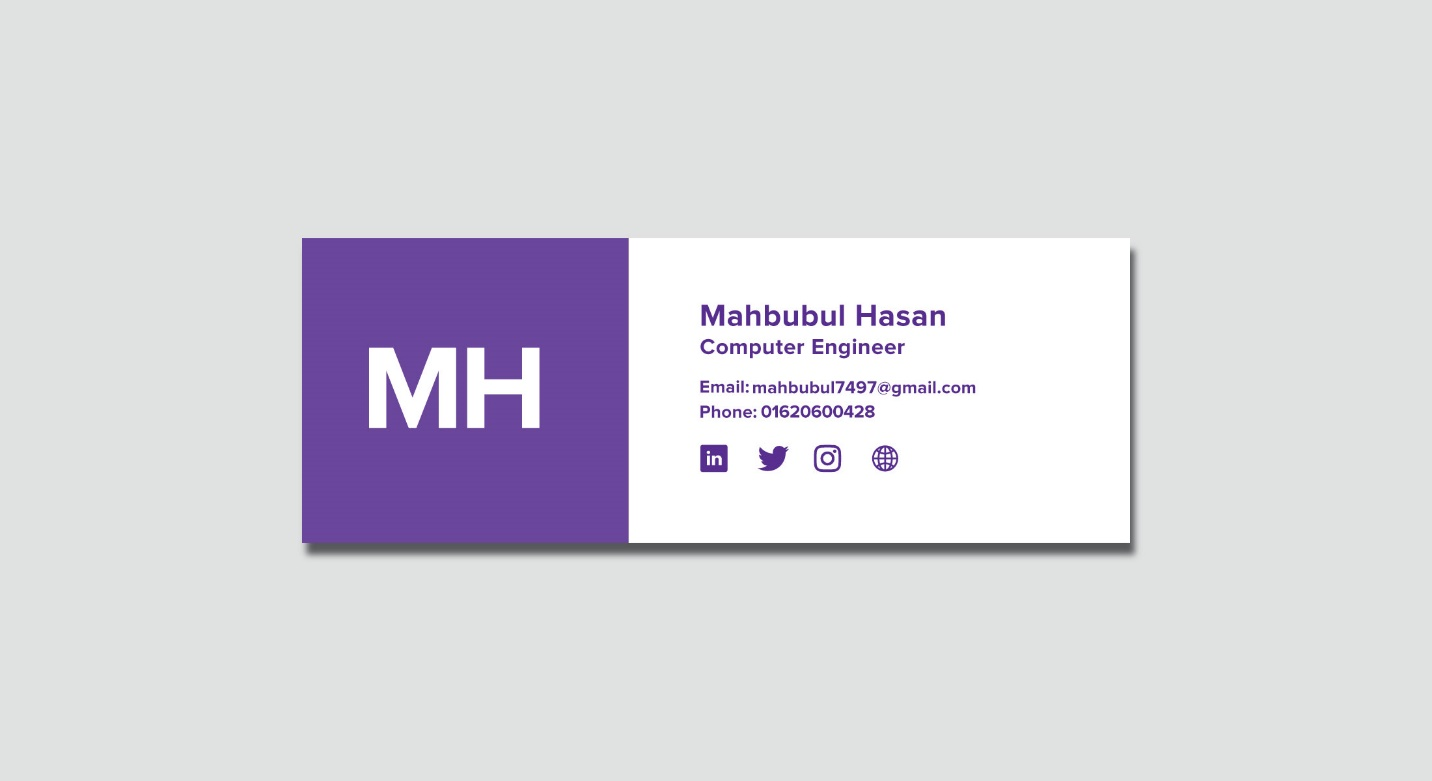 MH
Mahbubul Hasan
Computer Engineer
Email: mahbubul7497@gmail.com
Phone: 01620600428
in